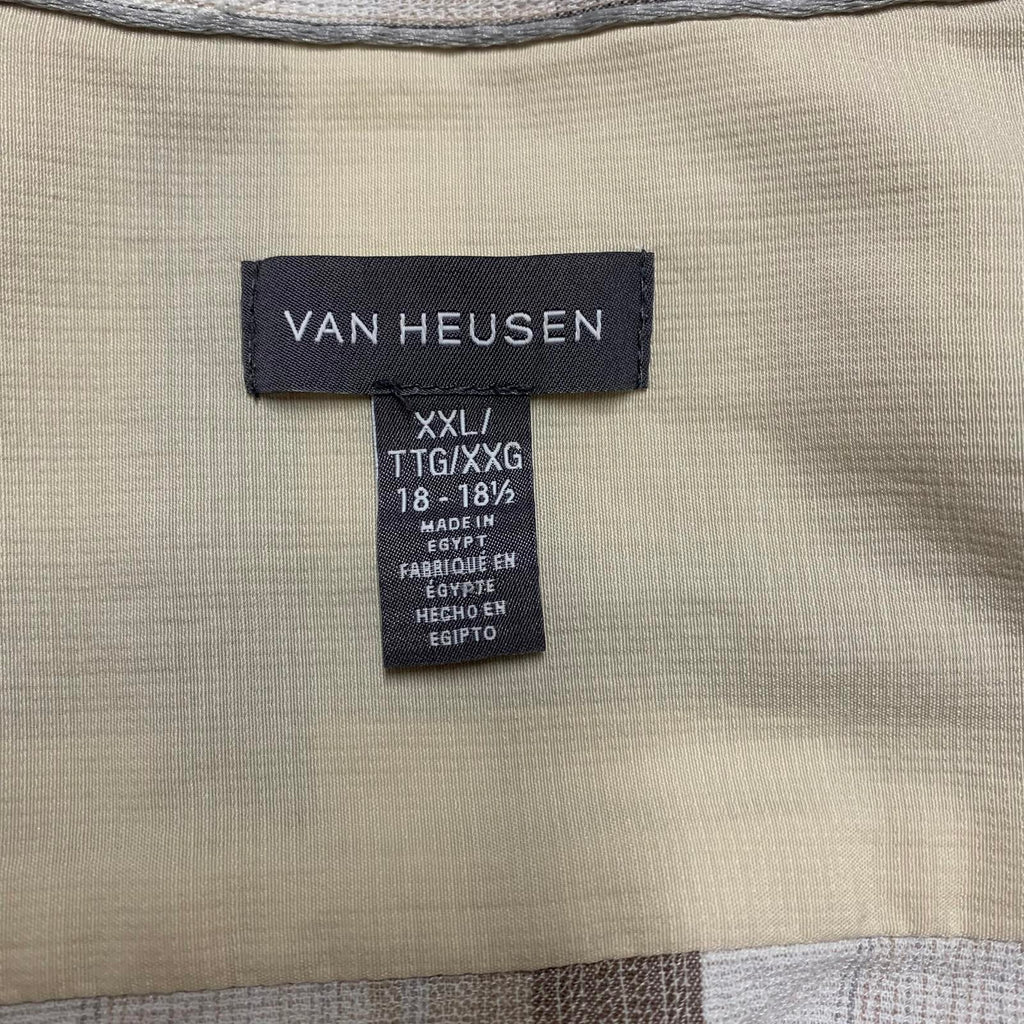 VAN HEUSEN
XXL/
TTG/XXG
18 - 18½
MADE IN
EGYPT
FABRIQUÉ EN
ÉGYPTE
HECHO EN
EGIPTO